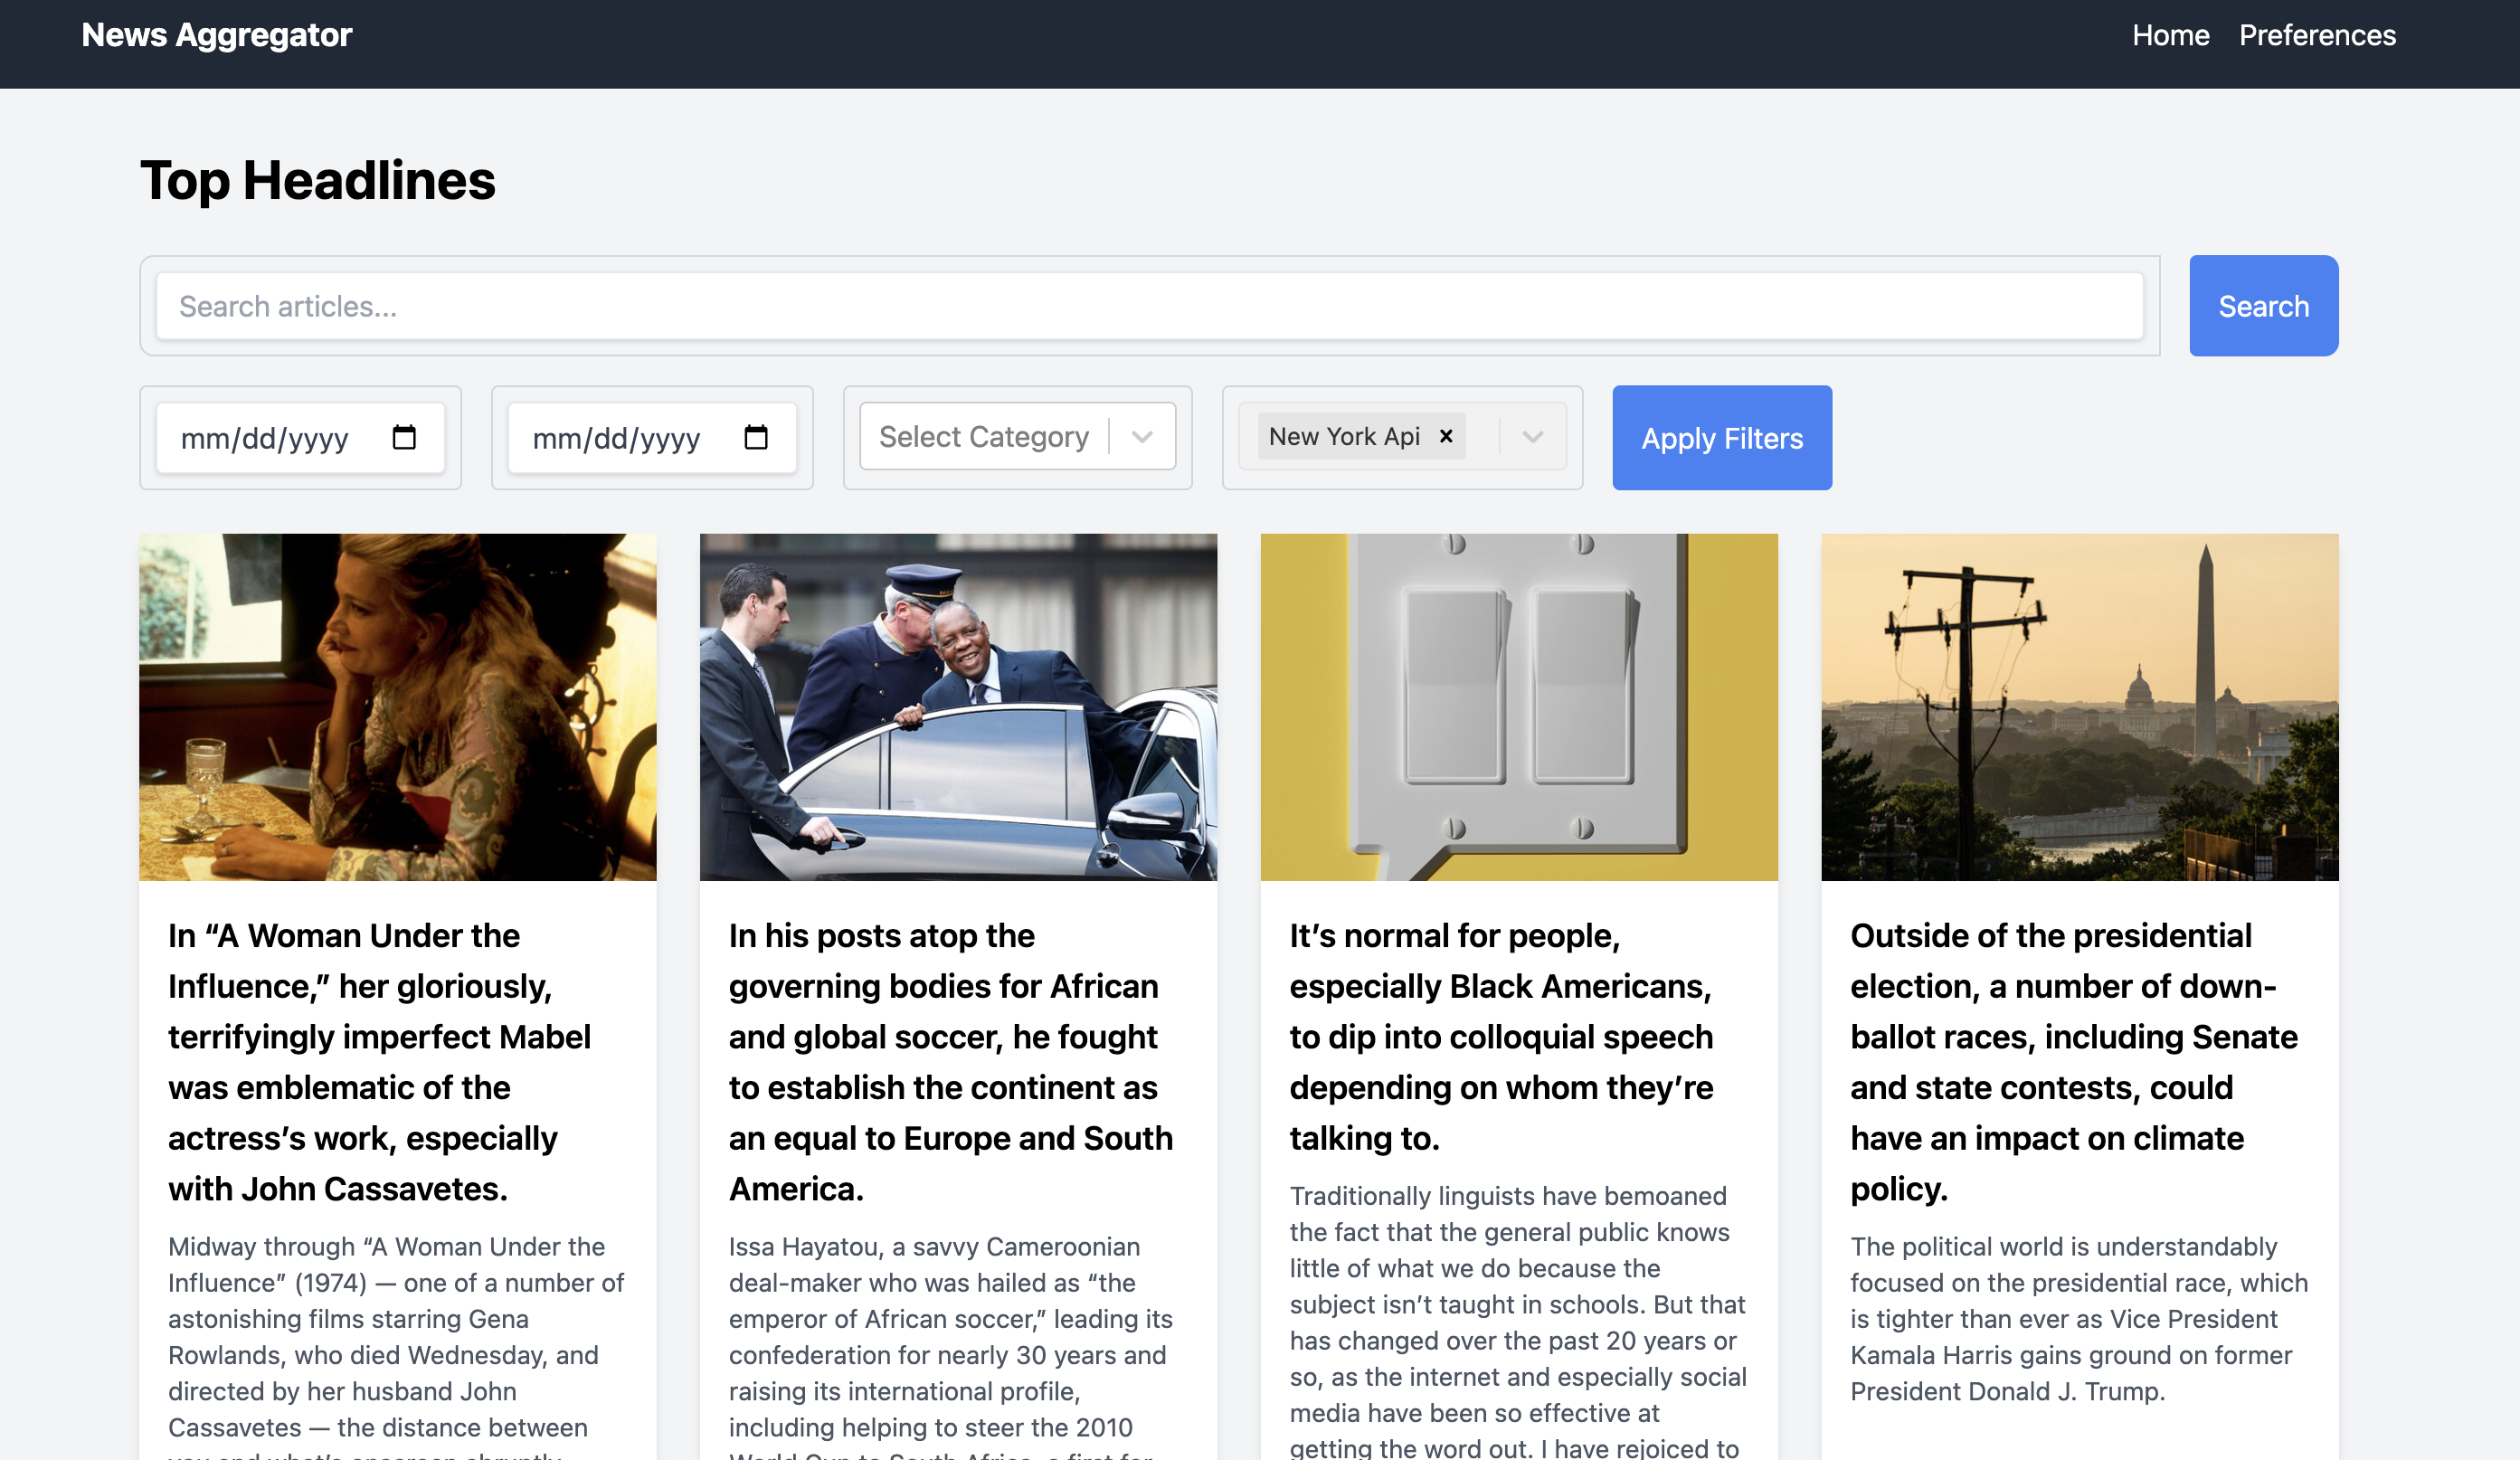 News Aggregator
Home Preferences
Top Headlines
Search articles...
Search
mm/dd/yyyy
mm/dd/yyyy
Select Category
New York Api ×
Apply Filters
In “A Woman Under the
Influence,” her gloriously,
terrifyingly imperfect Mabel
was emblematic of the
actress’s work, especially
with John Cassavetes.
Midway through “A Woman Under the
Influence” (1974) — one of a number of
astonishing films starring Gena
Rowlands, who died Wednesday, and
directed by her husband John
Cassavetes — the distance between
you and what’s onscreen abruptly
In his posts atop the
governing bodies for African
and global soccer, he fought
to establish the continent as
an equal to Europe and South
America.
Issa Hayatou, a savvy Cameroonian
deal-maker who was hailed as “the
emperor of African soccer,” leading its
confederation for nearly 30 years and
raising its international profile,
including helping to steer the 2010
World Cup to South Africa, a first for
It’s normal for people,
especially Black Americans,
to dip into colloquial speech
depending on whom they’re
talking to.
Traditionally linguists have bemoaned
the fact that the general public knows
little of what we do because the
subject isn’t taught in schools. But that
has changed over the past 20 years or
so, as the internet and especially social
media have been so effective at
getting the word out. I have rejoiced to
Outside of the presidential
election, a number of down-
ballot races, including Senate
and state contests, could
have an impact on climate
policy.
The political world is understandably
focused on the presidential race, which
is tighter than ever as Vice President
Kamala Harris gains ground on former
President Donald J. Trump.